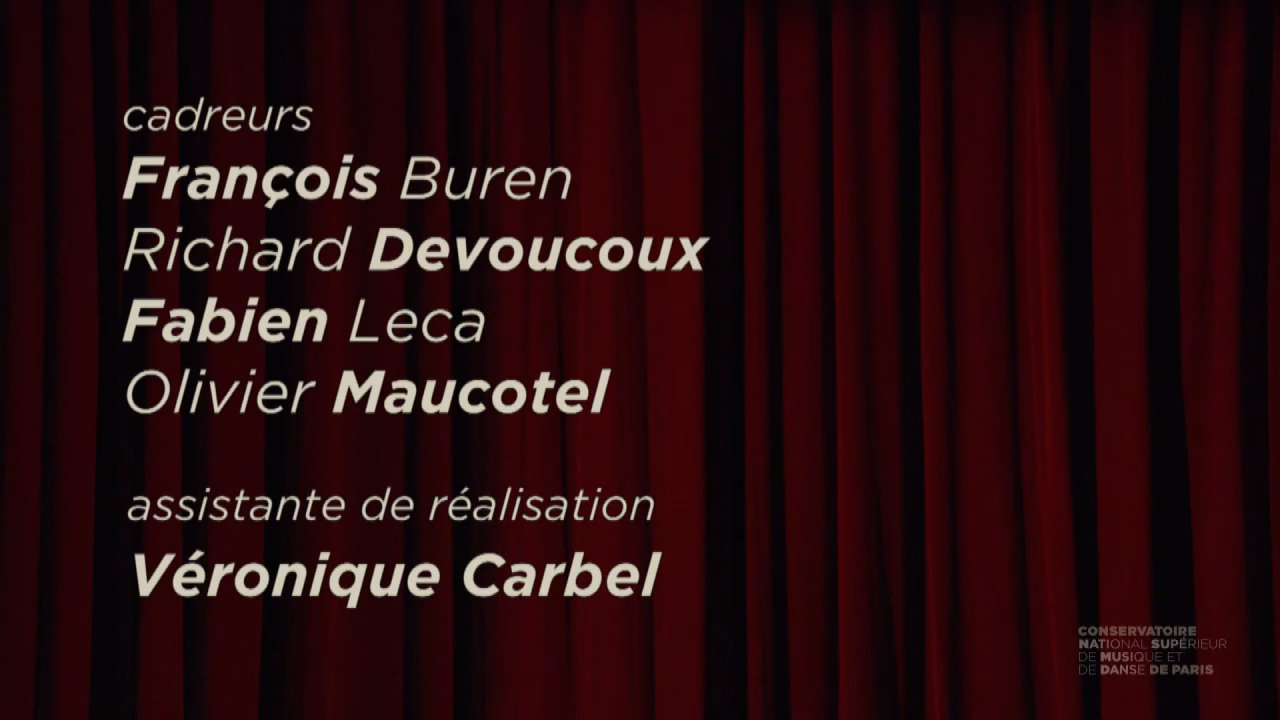 cadreurs
François Buren
Richard Devoucoux
Fabien Leca
Olivier Maucotel
assistante de réalisation
Véronique Carbel
CONSERVATOIRE
NATIONAL SUPÉRIEUR
DE MUSIQUE ET
DE DANSE DE PARIS